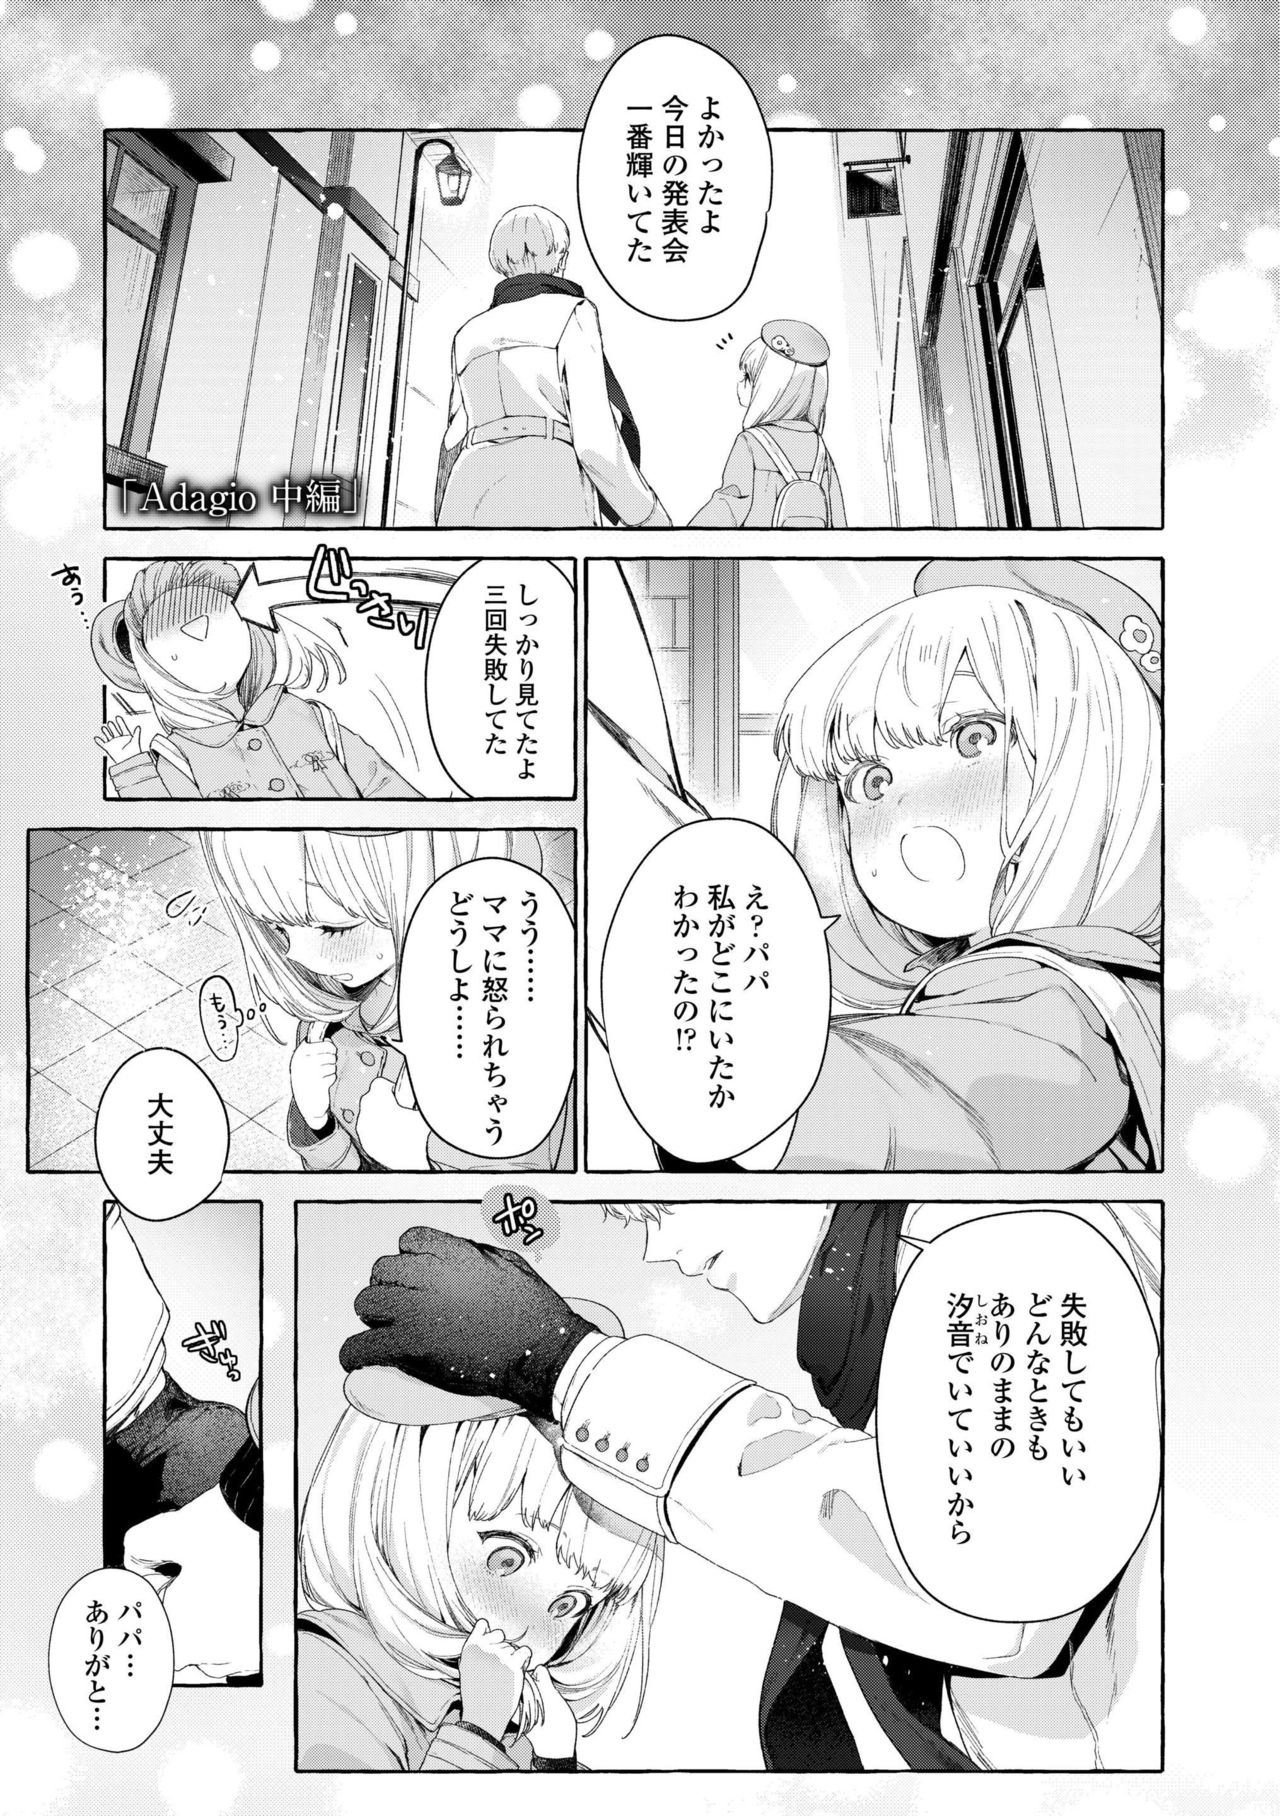 よかったよ
今日の発表会
一番輝いてた
「Adagio 中編」
え？パパ
私がどこにいたか
わかったの！？
しっかり見てたよ
三回失敗してた
ぐっさいり
あぅ…
うう……
ママに怒られちゃう
どうしよ……
もぅ…
大丈夫
失敗してもいい
どんなときも
ありのままの
汐音でいていいから
しおね
ポン
ぎゅっ
パパ…
ありがと…